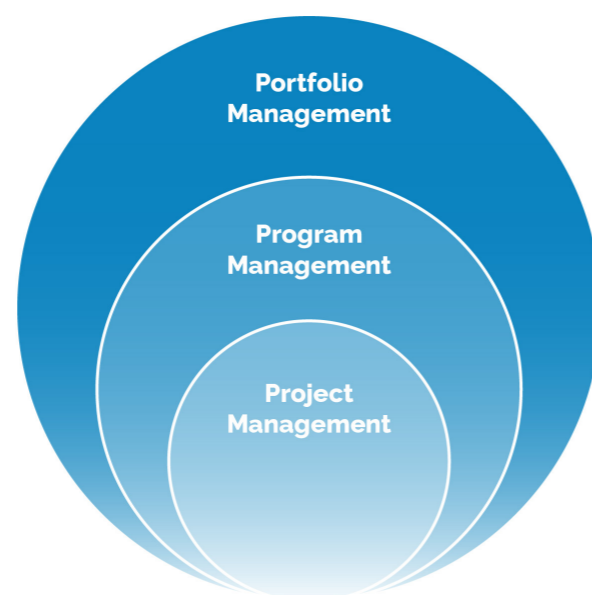 Portfolio
Management
Program
Management
Project
Management